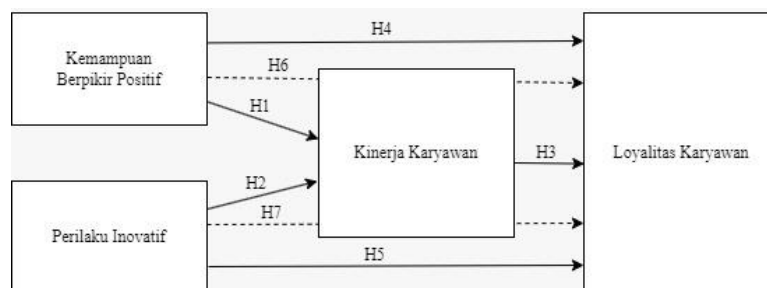 H4
Kemampuan
Berpikir Positif
H6
H1
Kinerja Karyawan
H3
Loyalitas Karyawan
H2
H7
Perilaku Inovatif
H5